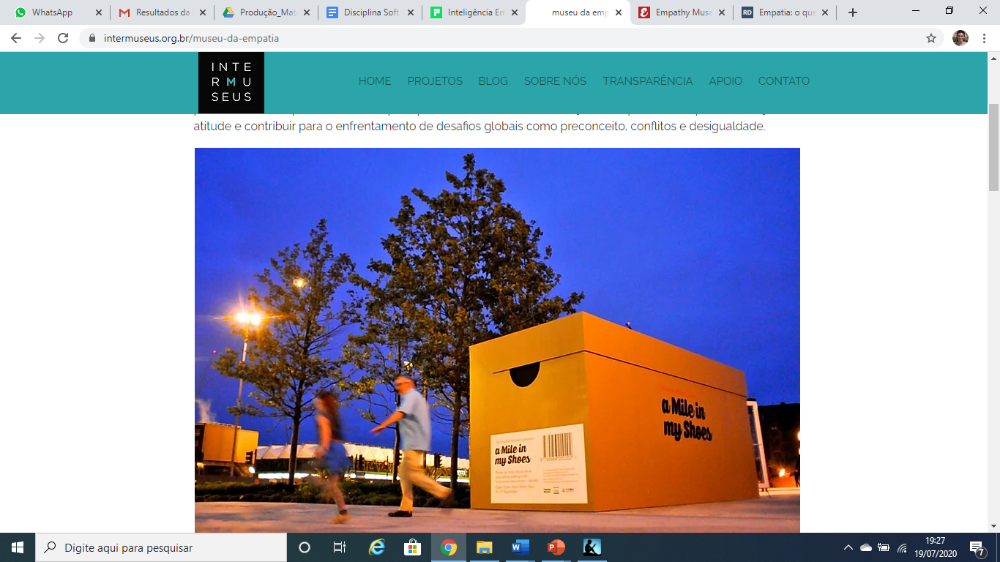 WhatsApp
Resultados da
Produção_Mat
Disciplina Soft
Inteligência Em
museu da emp
Empathy Muse
Empatia: o que
intermuseus.org.br/museu-da-empatia
INTE
RMU
SEUS
HOME PROJETOS BLOG SOBRE NÓS TRANSPARÊNCIA APOIO CONTATO
atitude e contribuir para o enfrentamento de desafios globais como preconceito, conflitos e desigualdade.
a Mile in
my Shoes
a Mile in
my Shoes
Digite aqui para pesquisar
19:27
19/07/2020
7